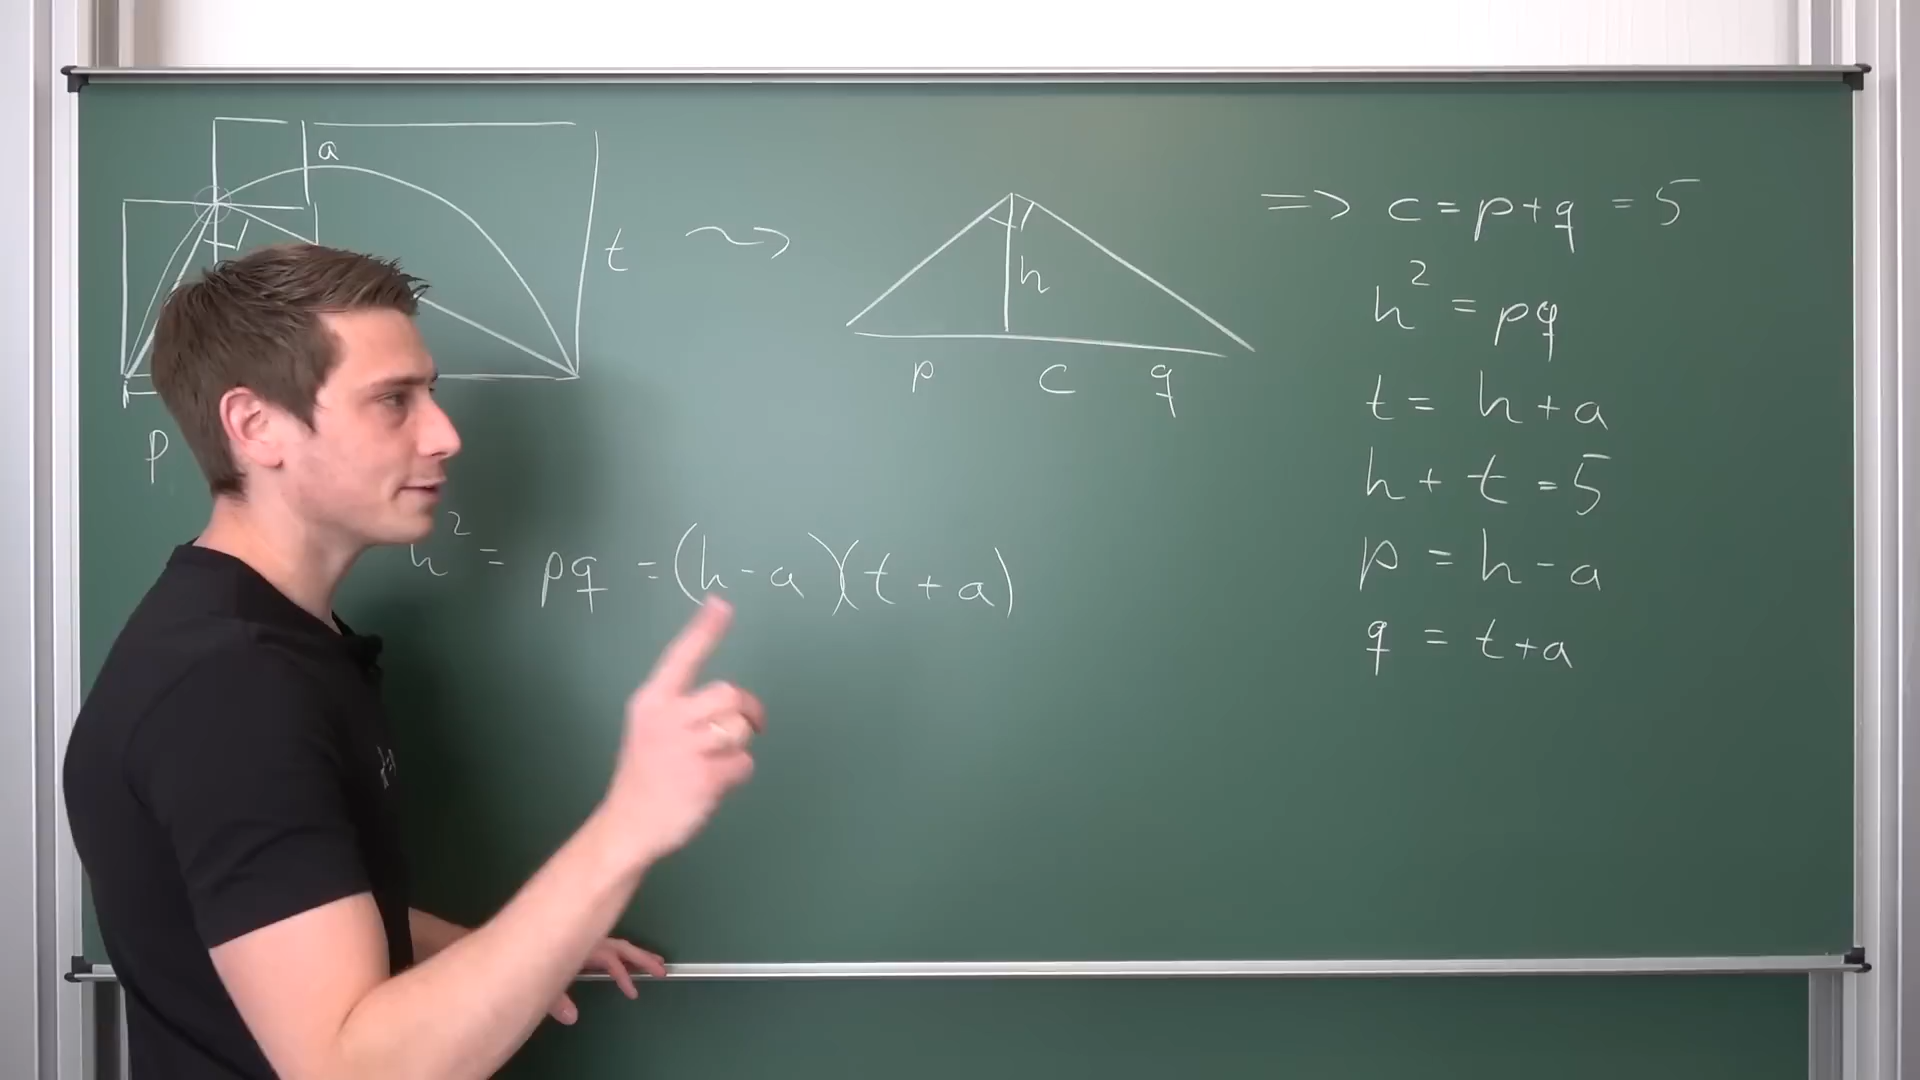 a
t
p
h
p c q
=> c = p + q = 5
h² = pq
t = h + a
h + t = 5
p = h - a
q = t + a
h² = pq = (h - a)(t + a)